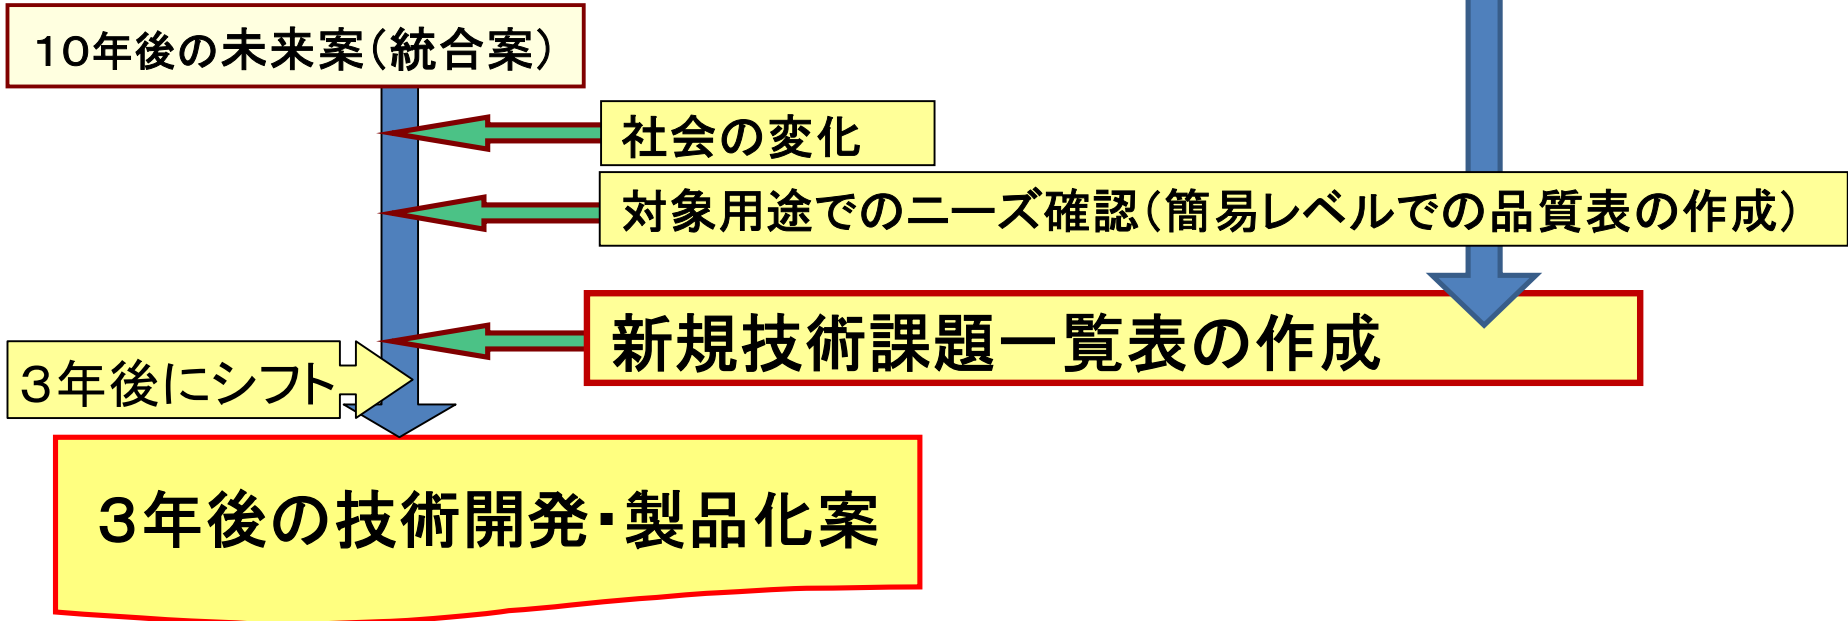 １０年後の未来案（統合案）
社会の変化
対象用途でのニーズ確認（簡易レベルでの品質表の作成）
新規技術課題一覧表の作成
３年後にシフト
３年後の技術開発・製品化案